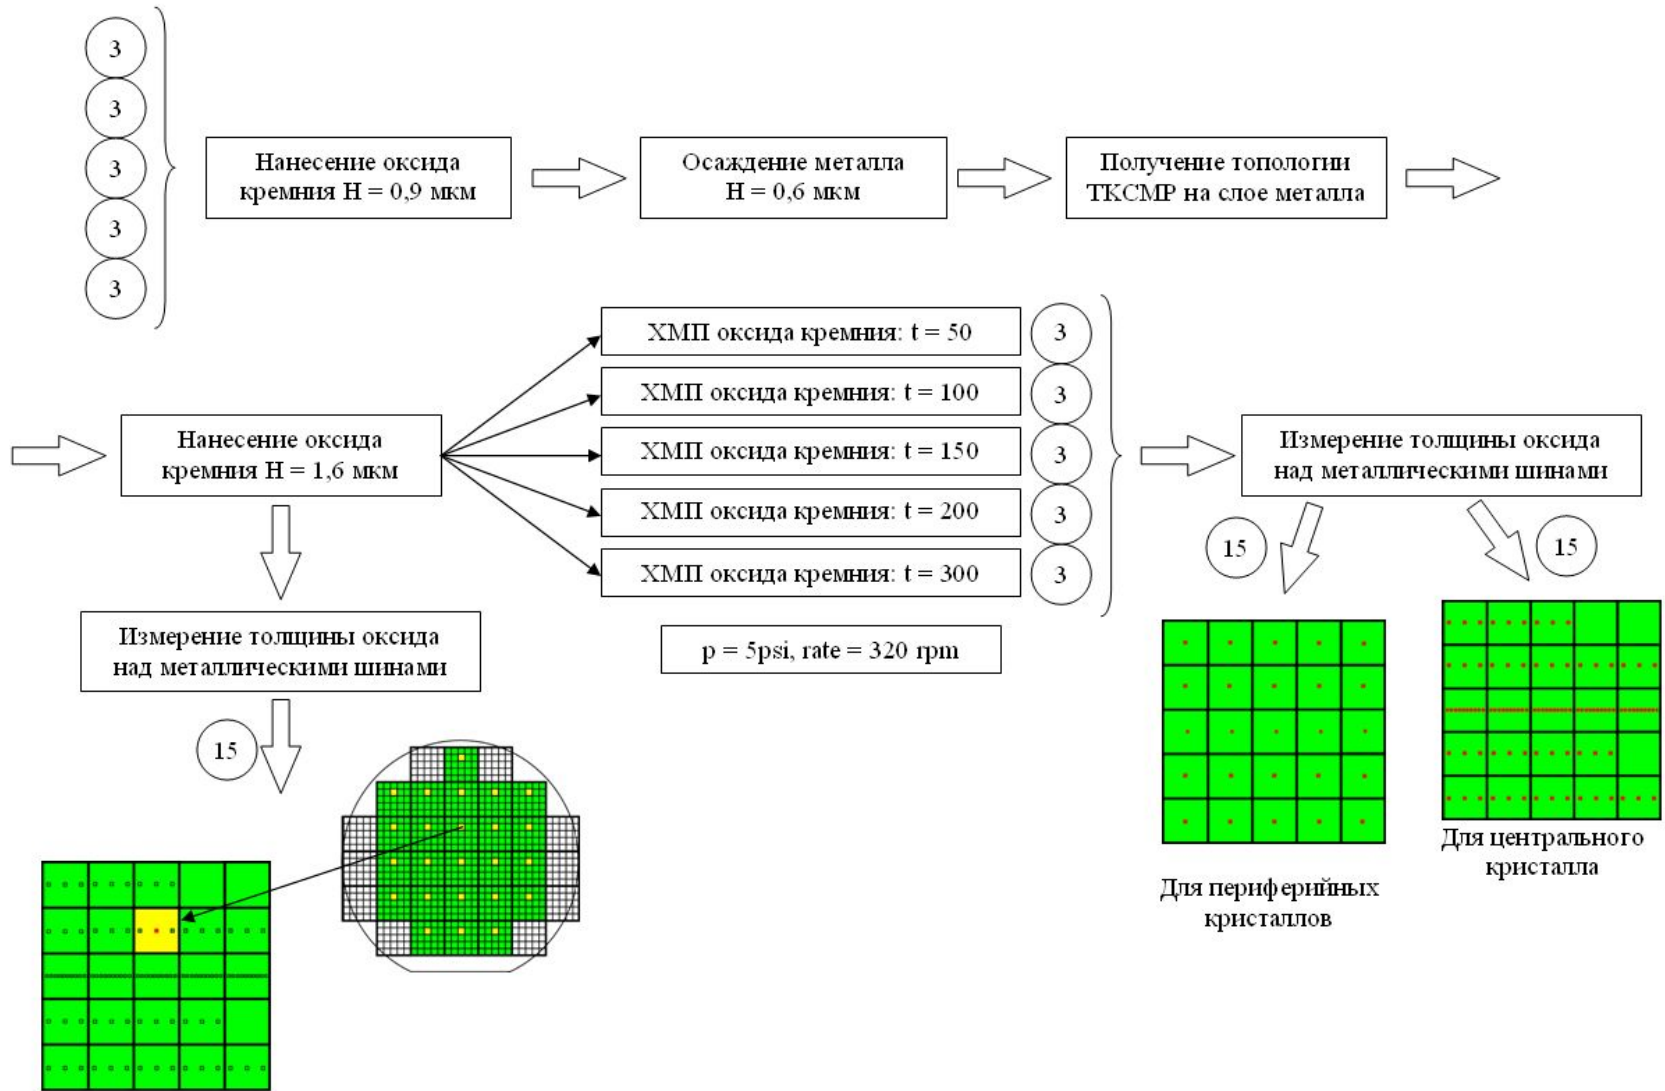 3
3
3
3
3
Нанесение оксида
кремния H = 0,9 мкм
Осаждение металла
H = 0,6 мкм
Получение топологии
ТКСМР на слое металла
Нанесение оксида
кремния H = 1,6 мкм
ХМП оксида кремния: t = 50
3
ХМП оксида кремния: t = 100
3
ХМП оксида кремния: t = 150
3
ХМП оксида кремния: t = 200
3
ХМП оксида кремния: t = 300
3
p = 5psi, rate = 320 rpm
Измерение толщины оксида
над металлическими шинами
15
15
Измерение толщины оксида
над металлическими шинами
15
Для периферийных
кристаллов
Для центрального
кристалла